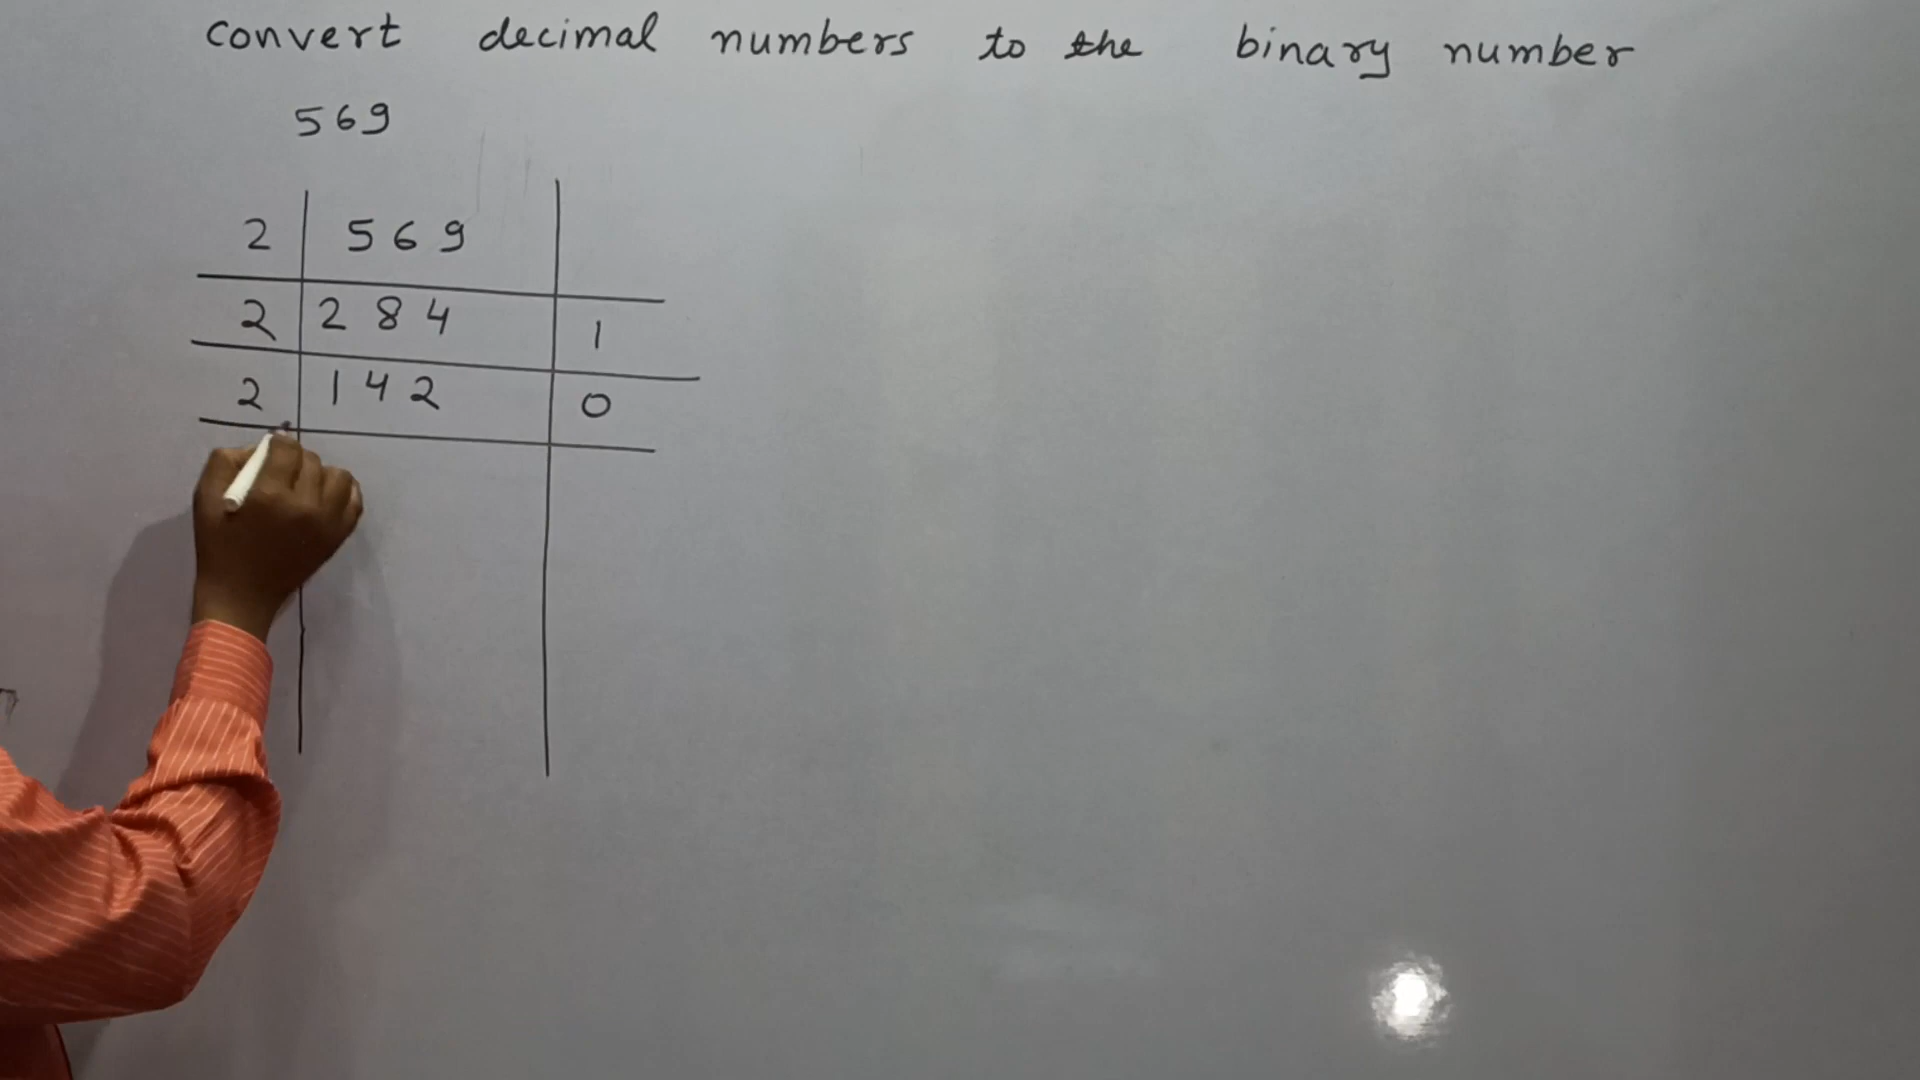 convert decimal numbers to the binary number
569
2 569
2 284 1
2 142 0